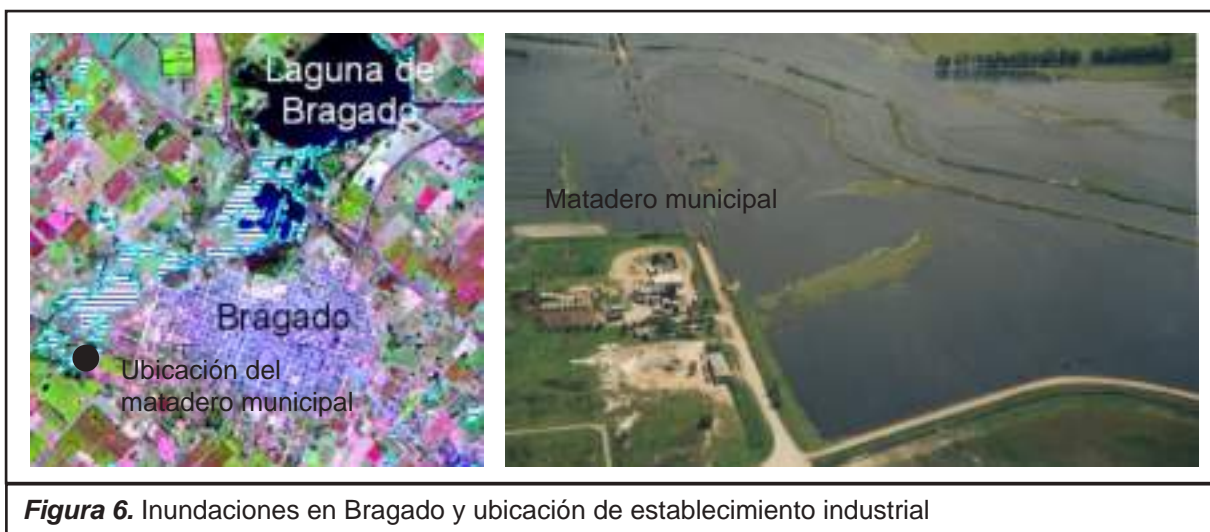 Laguna de
Bragado
Bragado
Ubicación del
matadero municipal
Matadero municipal
Figura 6. Inundaciones en Bragado y ubicación de establecimiento industrial